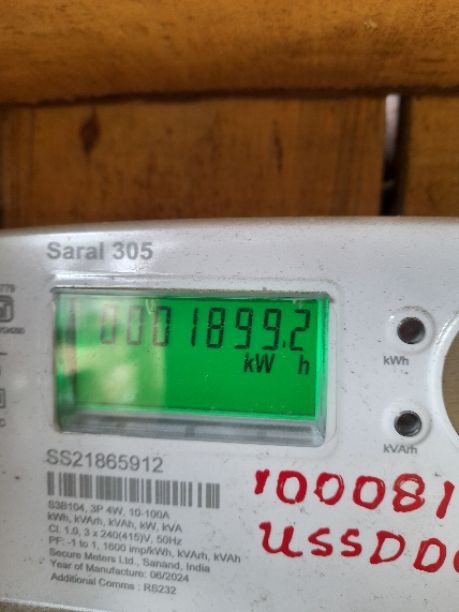 Saral 305
0001899.2
kW h
kWh
kVArh
SS21865912
S3B104, 3P 4W, 10-100A
kWh, kVArh, kVAh, kW, kVA
Cl. 1.0, 3 x 240(415)V, 50Hz
PF: -1 to 1, 1600 imp/kWh, kVArh, kVAh
Secure Meters Ltd., Sanand, India
Year of Manufacture: 06/2024
Additional Comms : RS232
100081
USSDD